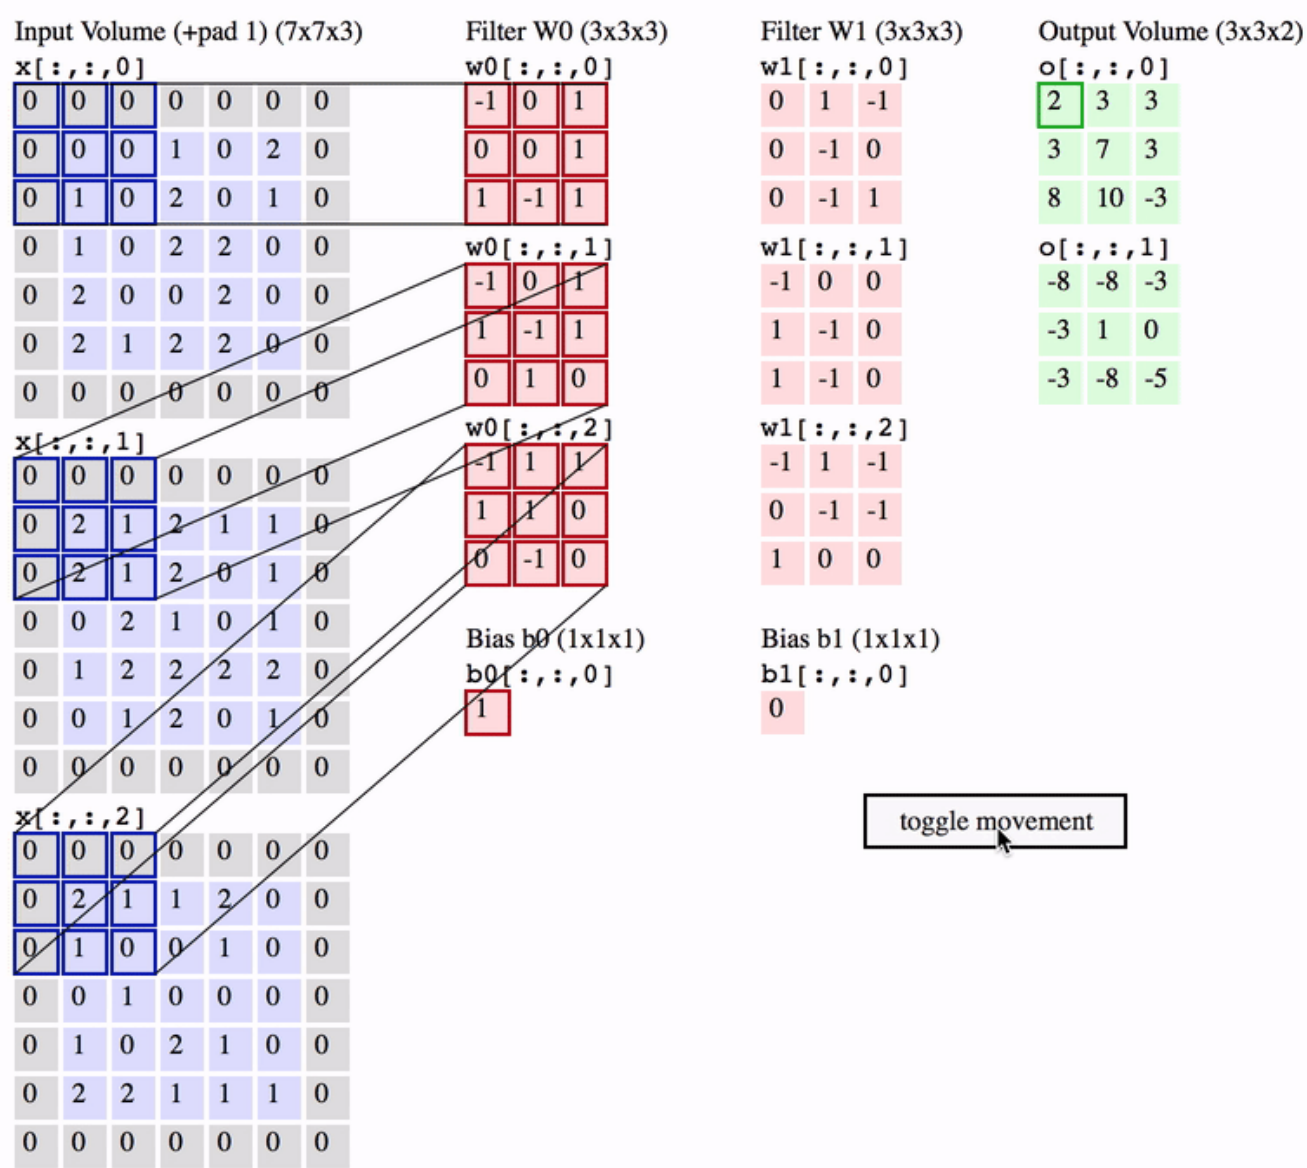 Input Volume (+pad 1) (7x7x3)
x[:,:,0]
0 0 0 0 0 0 0
0 0 0 1 0 2 0
0 1 0 2 0 1 0
0 1 0 2 2 0 0
0 2 0 0 2 0 0
0 2 1 2 2 0 0
0 0 0 0 0 0 0
x[:,:,1]
0 0 0 0 0 0 0
0 2 1 2 1 1 0
0 2 1 2 0 1 0
0 0 2 1 0 1 0
0 1 2 2 2 2 0
0 0 1 2 0 1 0
0 0 0 0 0 0 0
x[:,:,2]
0 0 0 0 0 0 0
0 2 1 1 2 0 0
0 1 0 0 1 0 0
0 0 1 0 0 0 0
0 1 0 2 1 0 0
0 2 2 1 1 1 0
0 0 0 0 0 0 0
Filter W0 (3x3x3)
w0[:,:,0]
-1 0 1
0 0 1
1 -1 1
w0[:,:,1]
-1 0 1
1 -1 1
0 1 0
w0[:,:,2]
-1 1 1
1 1 0
0 -1 0
Bias b0 (1x1x1)
b0[:,:,0]
1
Filter W1 (3x3x3)
w1[:,:,0]
0 1 -1
0 -1 0
0 -1 1
w1[:,:,1]
-1 0 0
1 -1 0
1 -1 0
w1[:,:,2]
-1 1 -1
0 -1 -1
1 0 0
Bias b1 (1x1x1)
b1[:,:,0]
0
Output Volume (3x3x2)
o[:,:,0]
2 3 3
3 7 3
8 10 -3
o[:,:,1]
-8 -8 -3
-3 1 0
-3 -8 -5
toggle movement